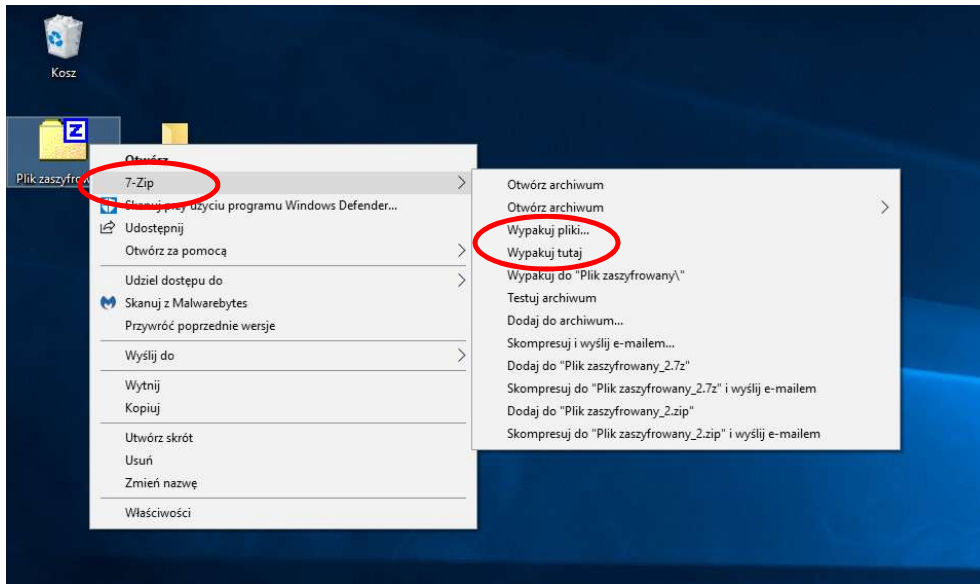 Kosz
Plik zaszyfrow
Otwórz
7-Zip
Skanuj przy użyciu programu Windows Defender...
Udostępnij
Otwórz za pomocą
Udziel dostępu do
Skanuj z Malwarebytes
Przywróć poprzednie wersje
Wyślij do
Wytnij
Kopiuj
Utwórz skrót
Usuń
Zmień nazwę
Właściwości
Otwórz archiwum
Otwórz archiwum
Wypakuj pliki...
Wypakuj tutaj
Wypakuj do "Plik zaszyfrowany\"
Testuj archiwum
Dodaj do archiwum...
Skompresuj i wyślij e-mailem...
Dodaj do "Plik zaszyfrowany_2.7z"
Skompresuj do "Plik zaszyfrowany_2.7z" i wyślij e-mailem
Dodaj do "Plik zaszyfrowany_2.zip"
Skompresuj do "Plik zaszyfrowany_2.zip" i wyślij e-mailem